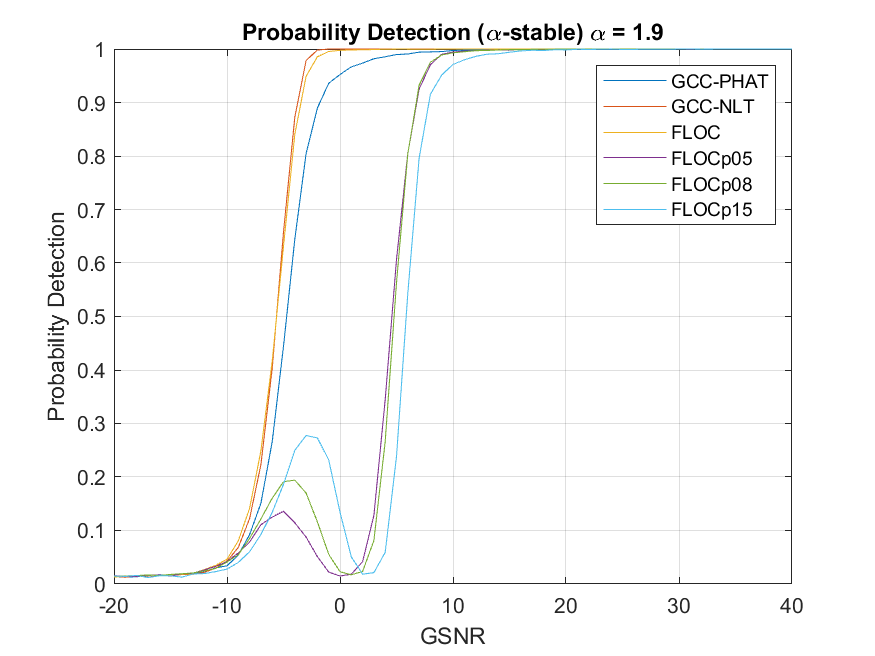 Probability Detection (α-stable) α = 1.9
1
0.9
0.8
0.7
0.6
0.5
0.4
0.3
0.2
0.1
0
Probability Detection
GCC-PHAT
GCC-NLT
FLOC
FLOCp05
FLOCp08
FLOCp15
-20 -10 0 10 20 30 40
GSNR